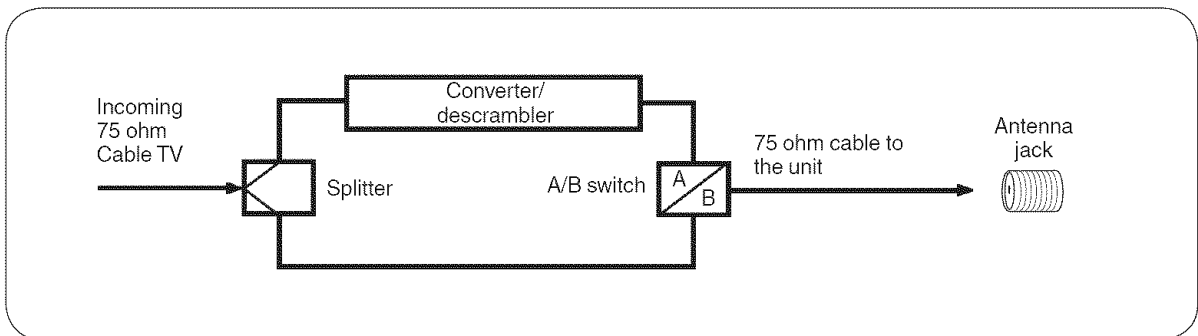 Incoming
75 ohm
Cable TV
Converter/
descrambler
Splitter
A/B switch
A
B
75 ohm cable to
the unit
Antenna
jack